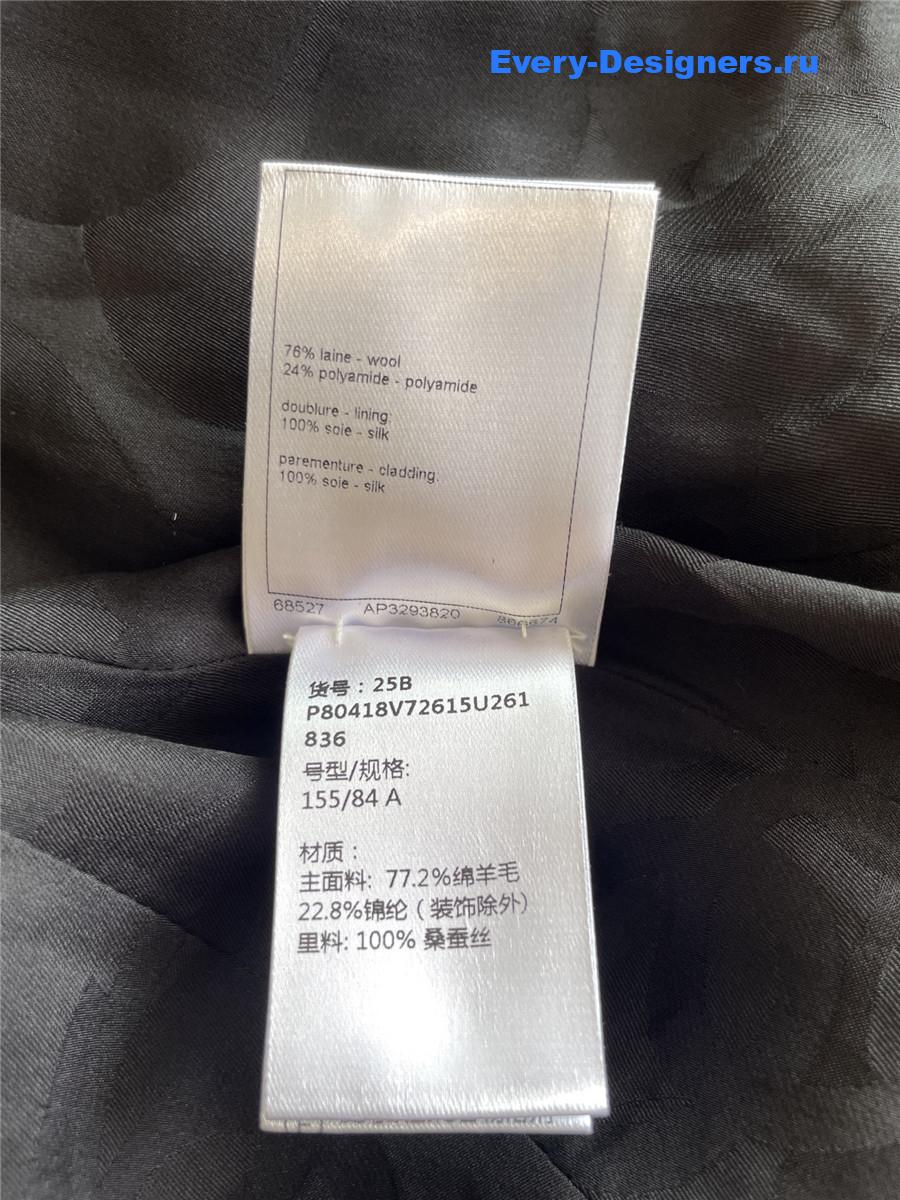 Every-Designers.ru
76% laine - wool
24% polyamide - polyamide
doublure - lining:
100% soie - silk
parementure - cladding:
100% soie - silk
68527 AP3293820
货号：25B
P80418V72615U261
836
号型/规格:
155/84 A
材质：
主面料: 77.2%绵羊毛
22.8%锦纶（装饰除外）
里料: 100% 桑蚕丝